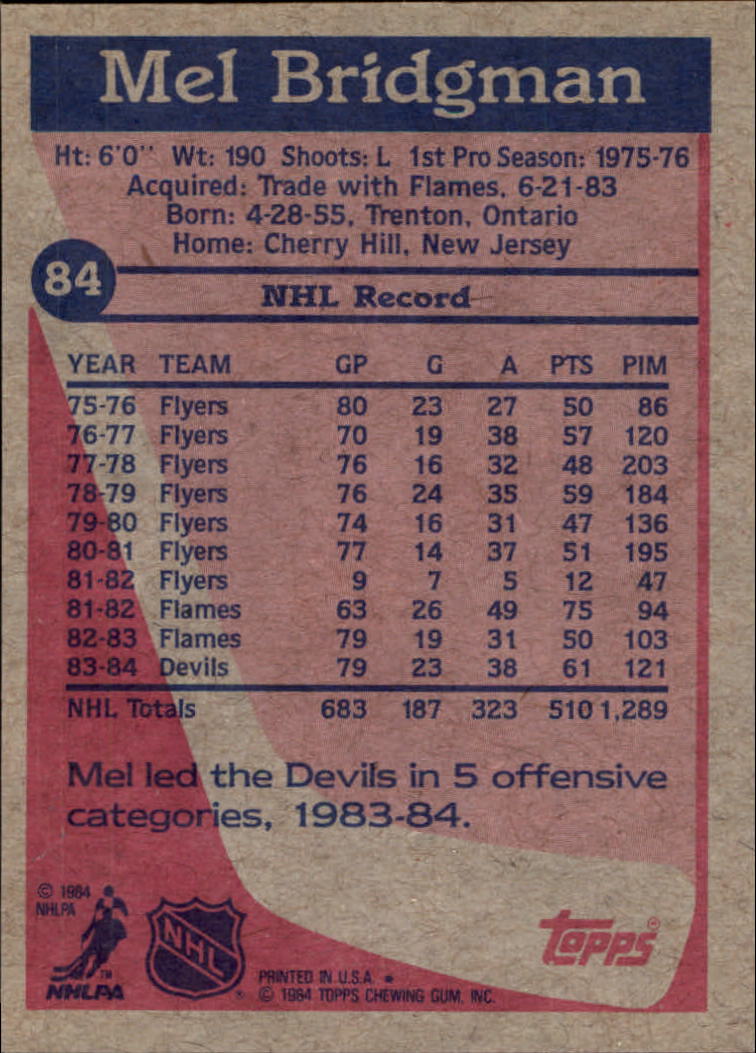 Mel Bridgman
Ht: 6'0'' Wt: 190 Shoots: L 1st Pro Season: 1975-76
Acquired: Trade with Flames, 6-21-83
Born: 4-28-55, Trenton, Ontario
Home: Cherry Hill, New Jersey
84
NHL Record
YEAR TEAM GP G A PTS PIM
75-76 Flyers 80 23 27 50 86
76-77 Flyers 70 19 38 57 120
77-78 Flyers 76 16 32 48 203
78-79 Flyers 76 24 35 59 184
79-80 Flyers 74 16 31 47 136
80-81 Flyers 77 14 37 51 195
81-82 Flyers 9 7 5 12 47
81-82 Flames 63 26 49 75 94
82-83 Flames 79 19 31 50 103
83-84 Devils 79 23 38 61 121
NHL Totals 683 187 323 510 1,289
Mel led the Devils in 5 offensive
categories, 1983-84.
© 1984
NHLPA
TM
NHLPA
NHL
®
topps®
PRINTED IN U.S.A. *
© 1984 TOPPS CHEWING GUM, INC.